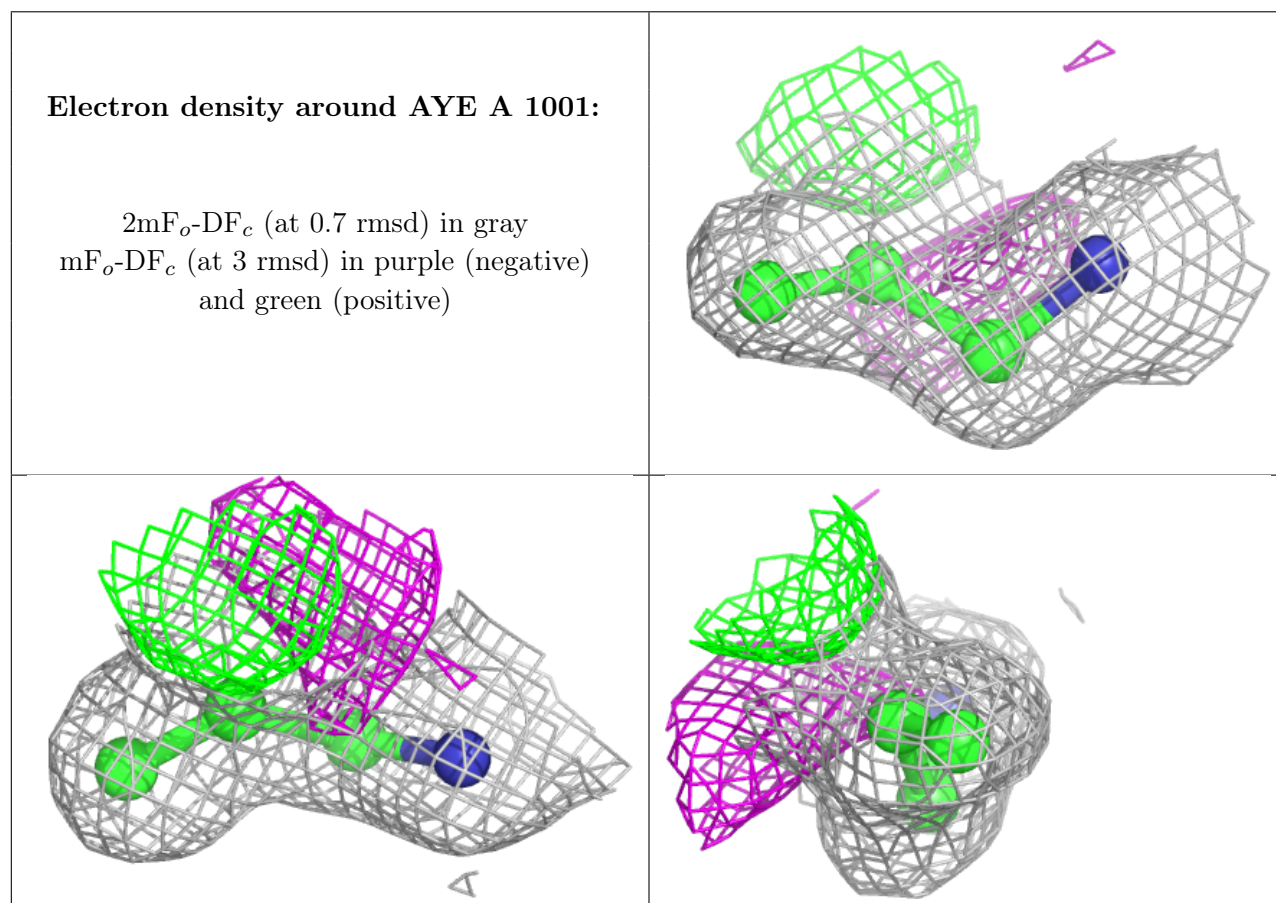 Electron density around AYE A 1001:
2mFo-DFc (at 0.7 rmsd) in gray
mFo-DFc (at 3 rmsd) in purple (negative)
and green (positive)